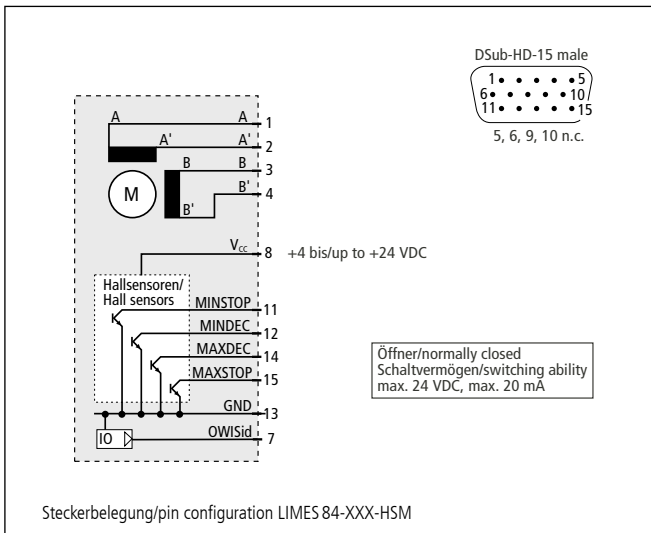 DSub-HD-15 male
1 5
6 10
11 15
5, 6, 9, 10 n.c.
A A 1
A' A' 2
B B 3
M
B' B' 4
Vcc 8 +4 bis/up to +24 VDC
Hallsensoren/
Hall sensors
MINSTOP 11
MINDEC 12
MAXDEC 14
MAXSTOP 15
GND 13
IO OWISid 7
Öffner/normally closed
Schaltvermögen/switching ability
max. 24 VDC, max. 20 mA
Steckerbelegung/pin configuration LIMES 84-XXX-HSM